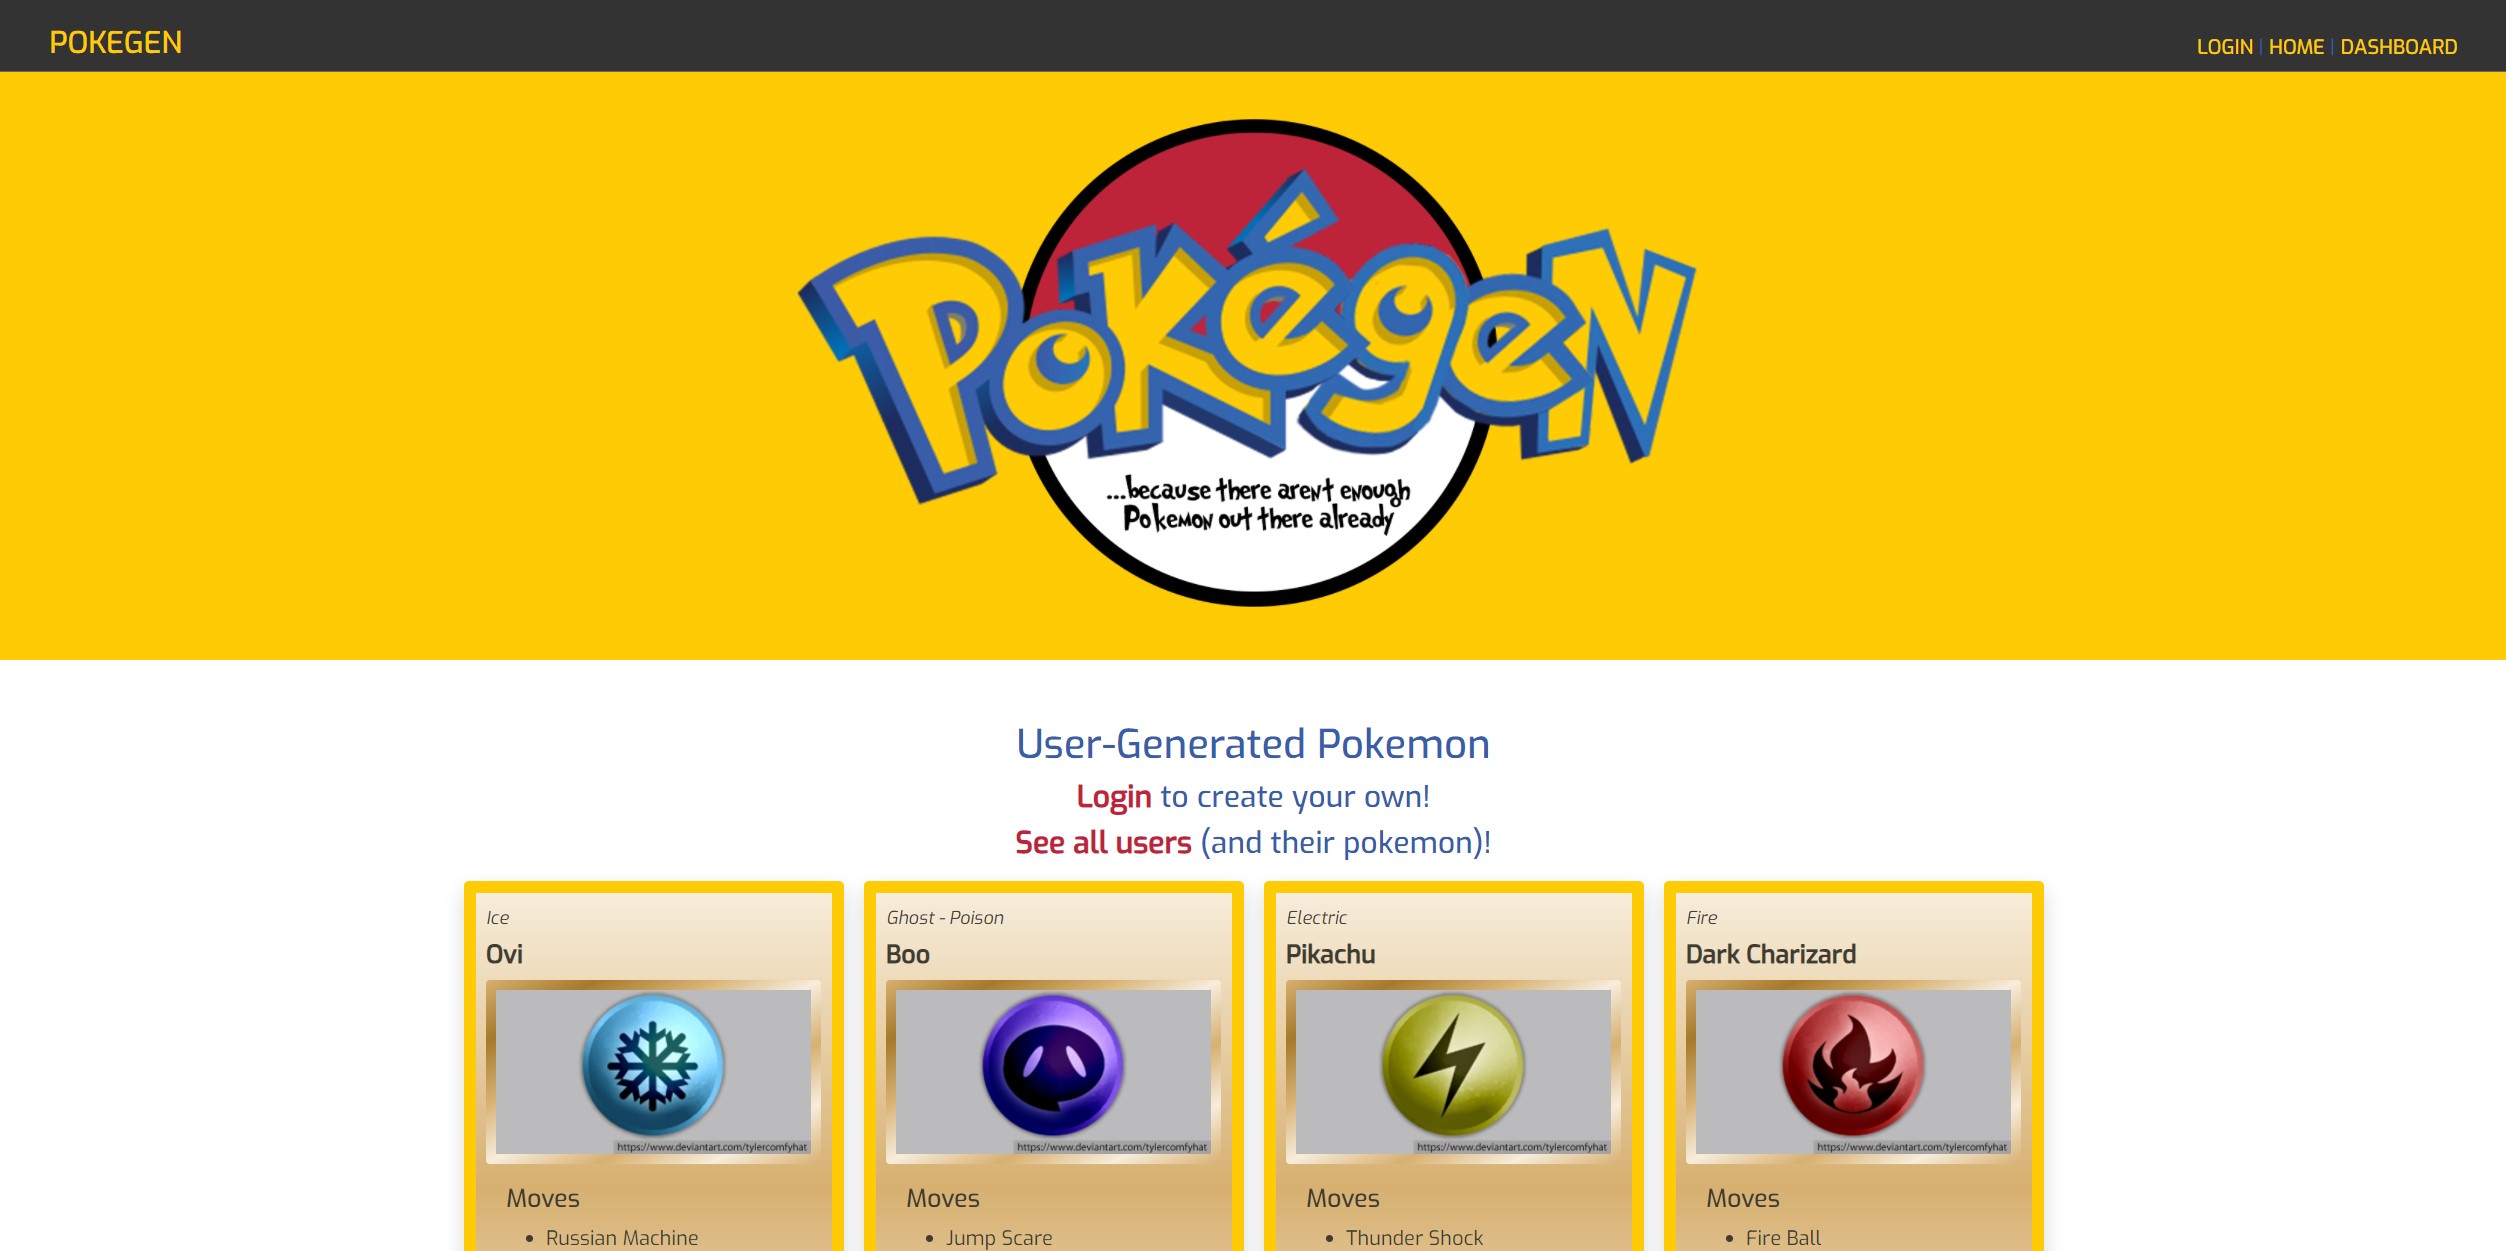 POKEGEN
LOGIN | HOME | DASHBOARD
PokégeN
...because there aren't enough
Pokemon out there already
User-Generated Pokemon
Login to create your own!
See all users (and their pokemon)!
Ice
Ovi
https://www.deviantart.com/tylercomfyhat
Moves
• Russian Machine
Ghost - Poison
Boo
https://www.deviantart.com/tylercomfyhat
Moves
• Jump Scare
Electric
Pikachu
https://www.deviantart.com/tylercomfyhat
Moves
• Thunder Shock
Fire
Dark Charizard
https://www.deviantart.com/tylercomfyhat
Moves
• Fire Ball